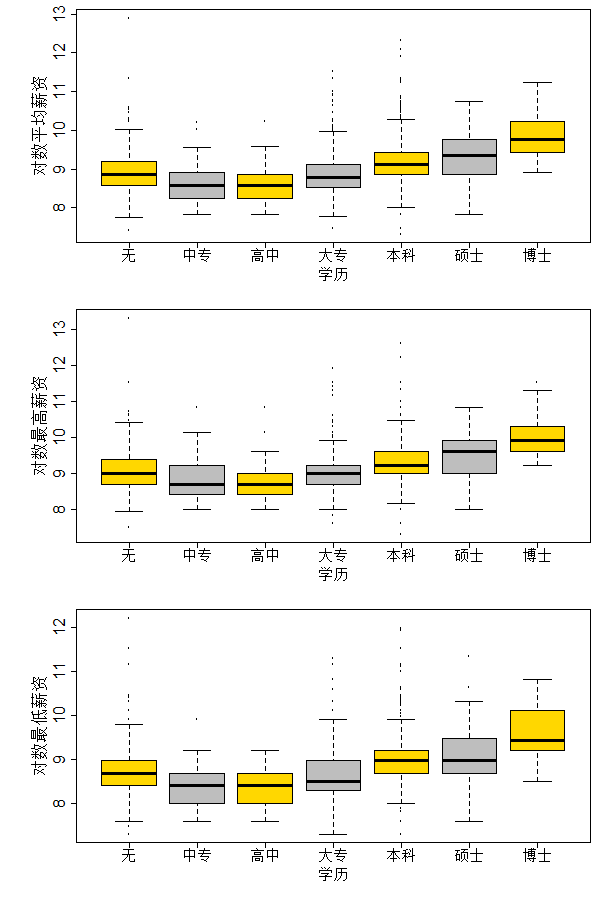 对数平均薪资
13
12
11
10
9
8
无 中专 高中 大专 本科 硕士 博士
学历
对数最高薪资
13
12
11
10
9
8
无 中专 高中 大专 本科 硕士 博士
学历
对数最低薪资
12
11
10
9
8
无 中专 高中 大专 本科 硕士 博士
学历